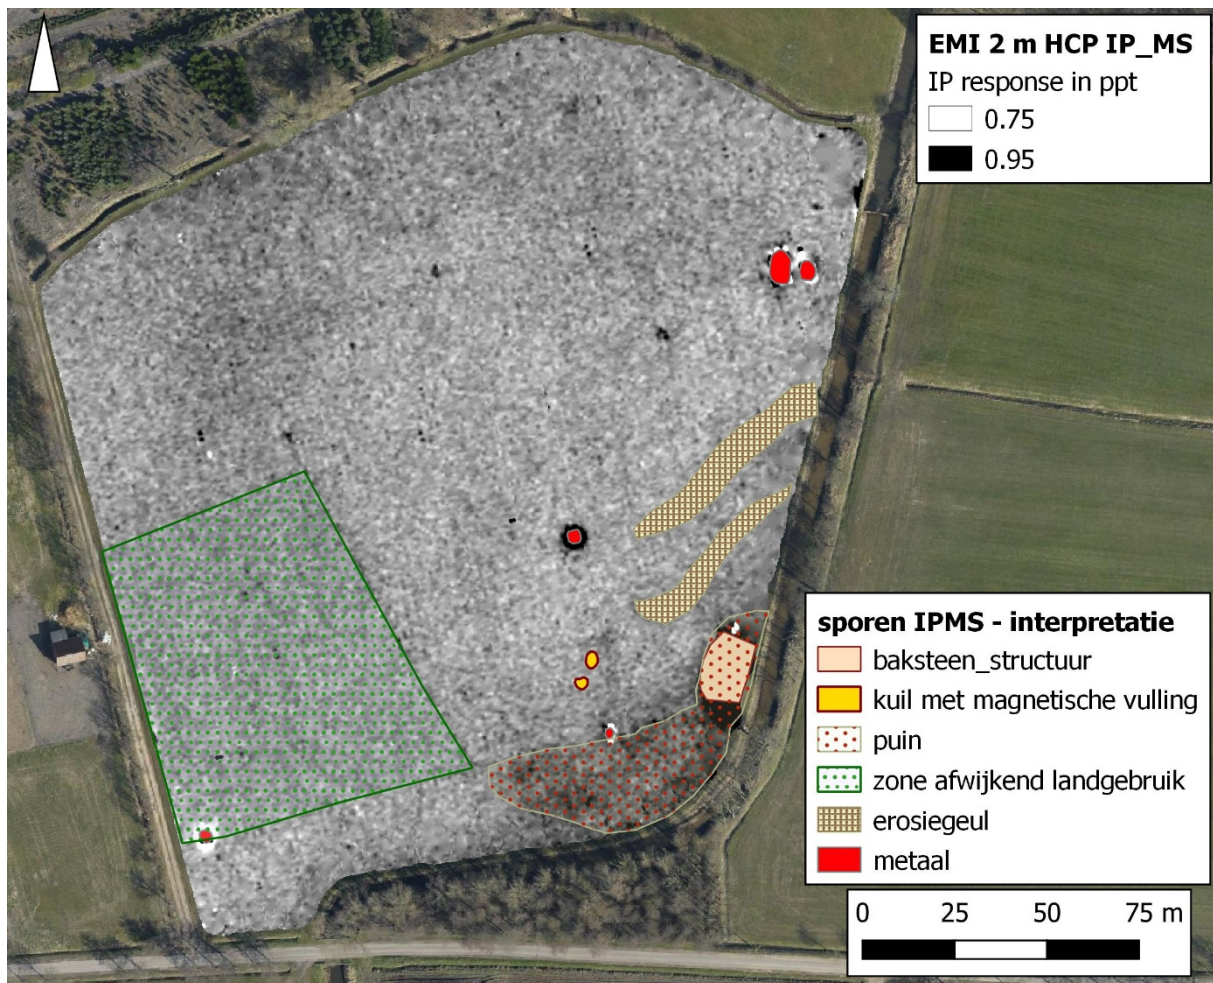 EMI 2 m HCP IP_MS
IP response in ppt
0.75
0.95
sporen IPMS - interpretatie
baksteen_structuur
kuil met magnetische vulling
puin
zone afwijkend landgebruik
erosiegeul
metaal
0 25 50 75 m